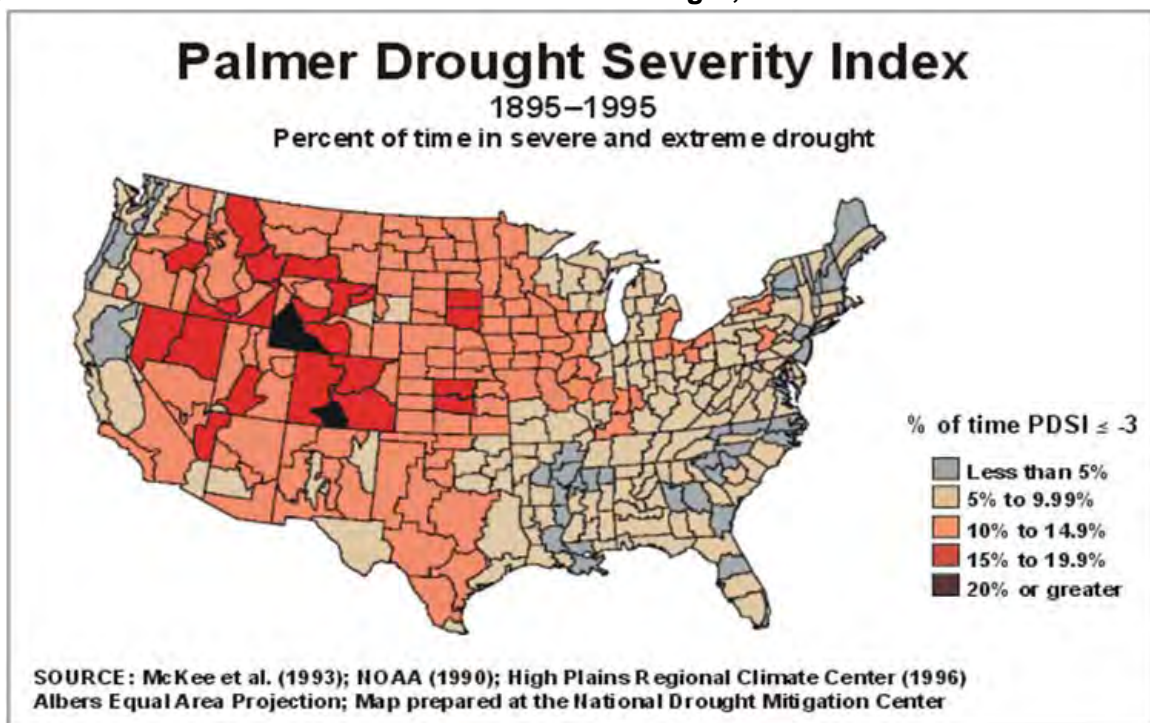 Palmer Drought Severity Index
1895–1995
Percent of time in severe and extreme drought
% of time PDSI ≤ -3
Less than 5%
5% to 9.99%
10% to 14.9%
15% to 19.9%
20% or greater
SOURCE: McKee et al. (1993); NOAA (1990); High Plains Regional Climate Center (1996)
Albers Equal Area Projection; Map prepared at the National Drought Mitigation Center